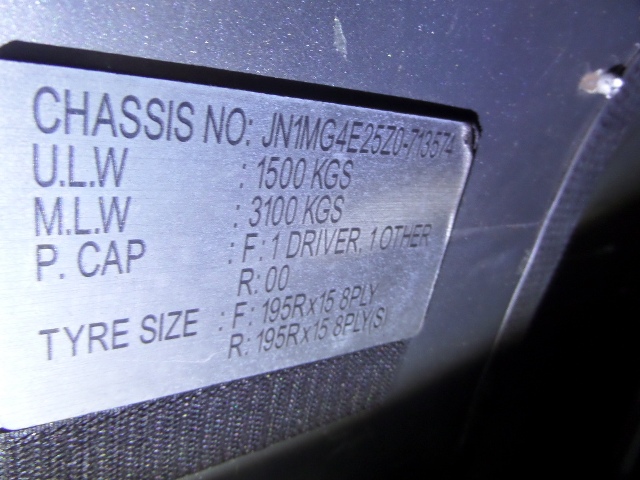 CHASSIS NO: JN1MG4E25Z0-713574
U.L.W : 1500 KGS
M.L.W : 3100 KGS
P. CAP : F: 1 DRIVER. 1 OTHER
R: 00
TYRE SIZE : F: 195Rx15 8PLY
R: 195Rx15 8PLY(S)